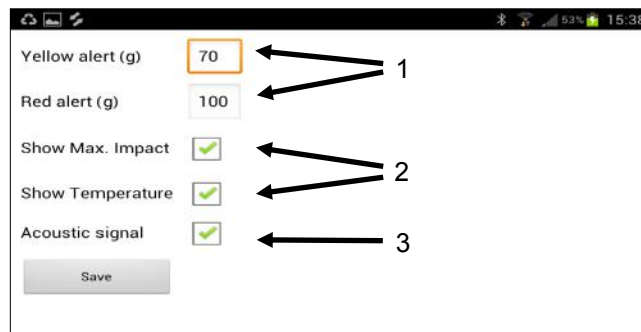 53% 15:38
Yellow alert (g) 70
1
Red alert (g) 100
Show Max. Impact
2
Show Temperature
Acoustic signal 3
Save